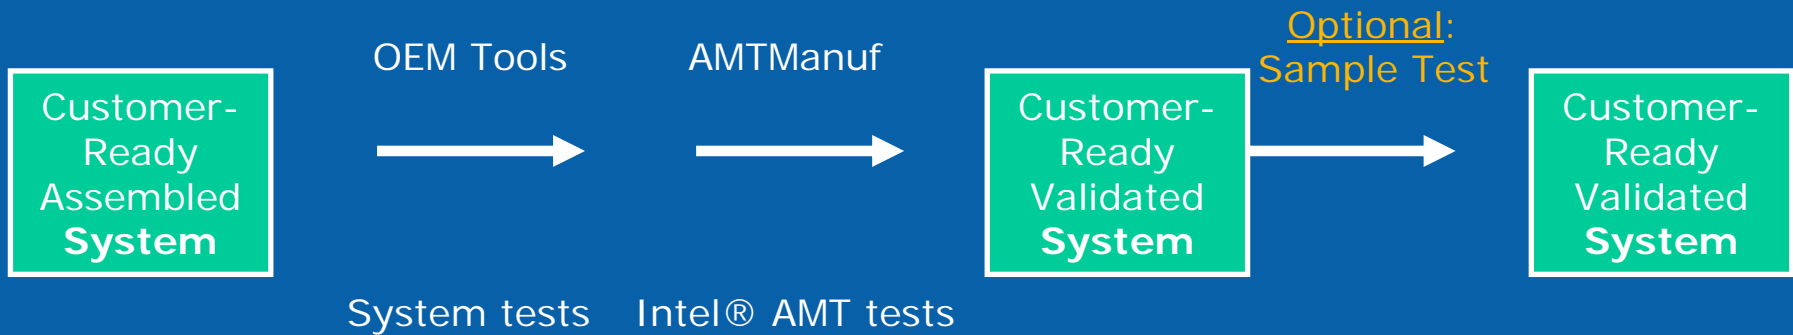 Customer-
Ready
Assembled
System
OEM Tools
System tests
AMTManuf
Intel® AMT tests
Customer-
Ready
Validated
System
Optional:
Sample Test
Customer-
Ready
Validated
System